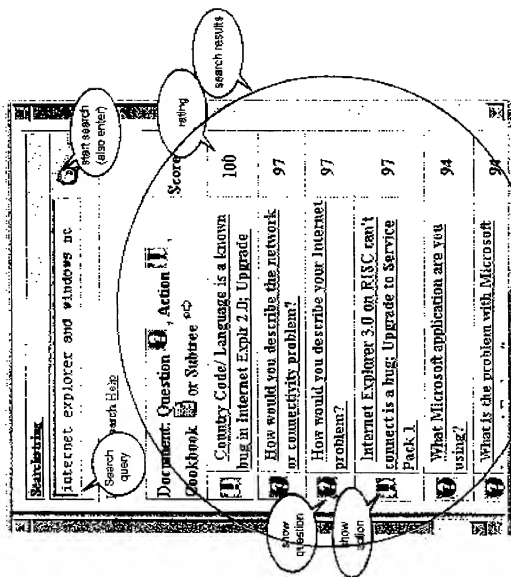 Searchstring
internet explorer and windows nt
start search
(also enter)
Search
query
Search Help
rating
search results
Document: Question , Action ,
Cookbook or Subtree
Score
Country Code/ Language is a known
bug in Internet Explr 2.0; Upgrade
100
How would you describe the network
or connectivity problem?
97
How would you describe your Internet
problem?
97
Internet Explorer 3.0 on RISC can't
connect is a bug; Upgrade to Service
Pack 1
97
What Microsoft application are you
using?
94
What is the problem with Microsoft
94
show
question
show
action